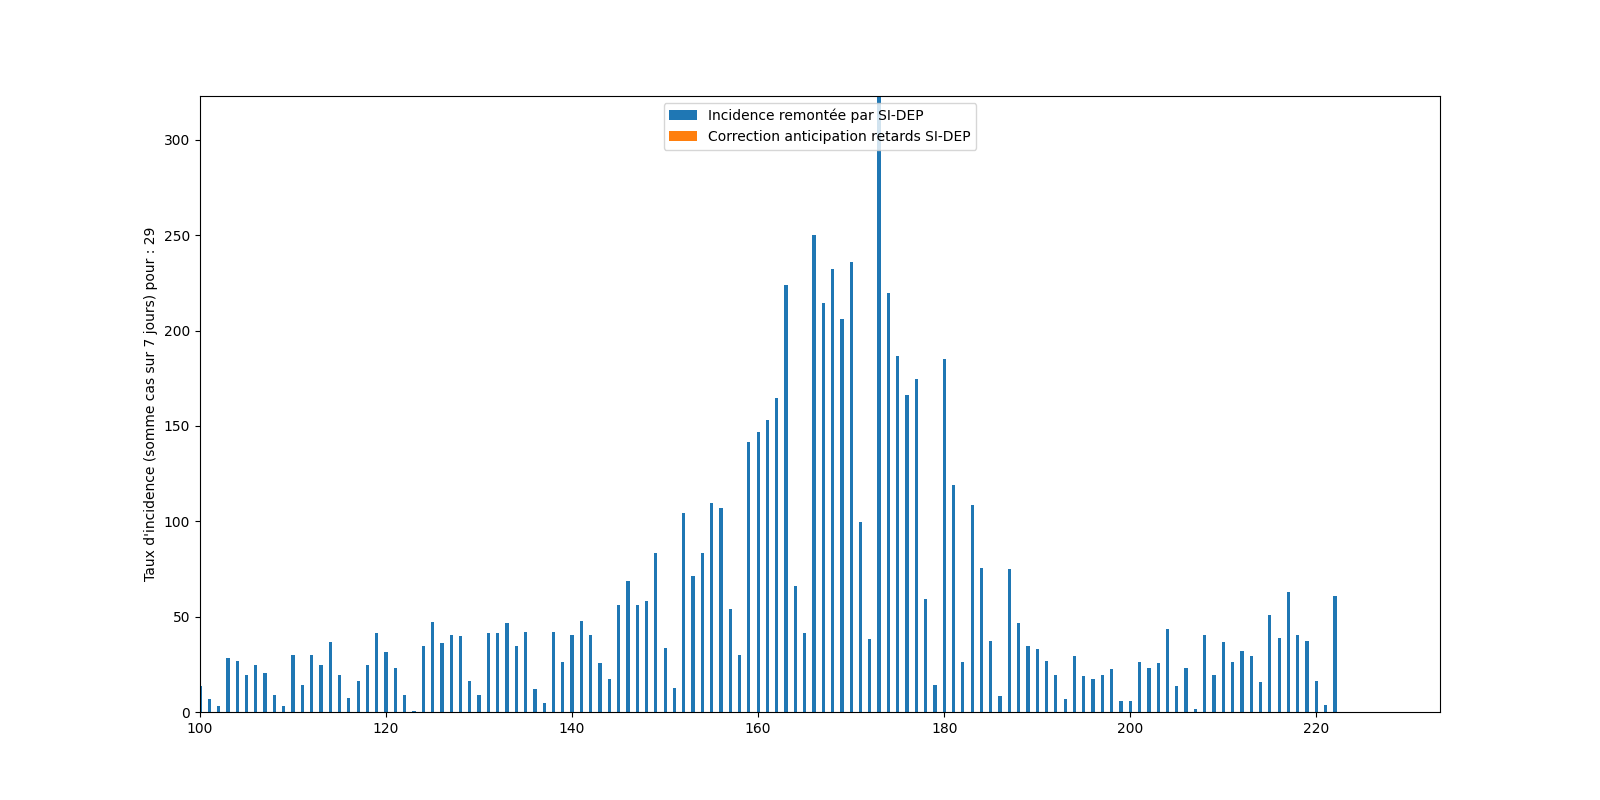 Incidence remontée par SI-DEP
Correction anticipation retards SI-DEP
Taux d'incidence (somme cas sur 7 jours) pour : 29
300
250
200
150
100
50
0
100 120 140 160 180 200 220